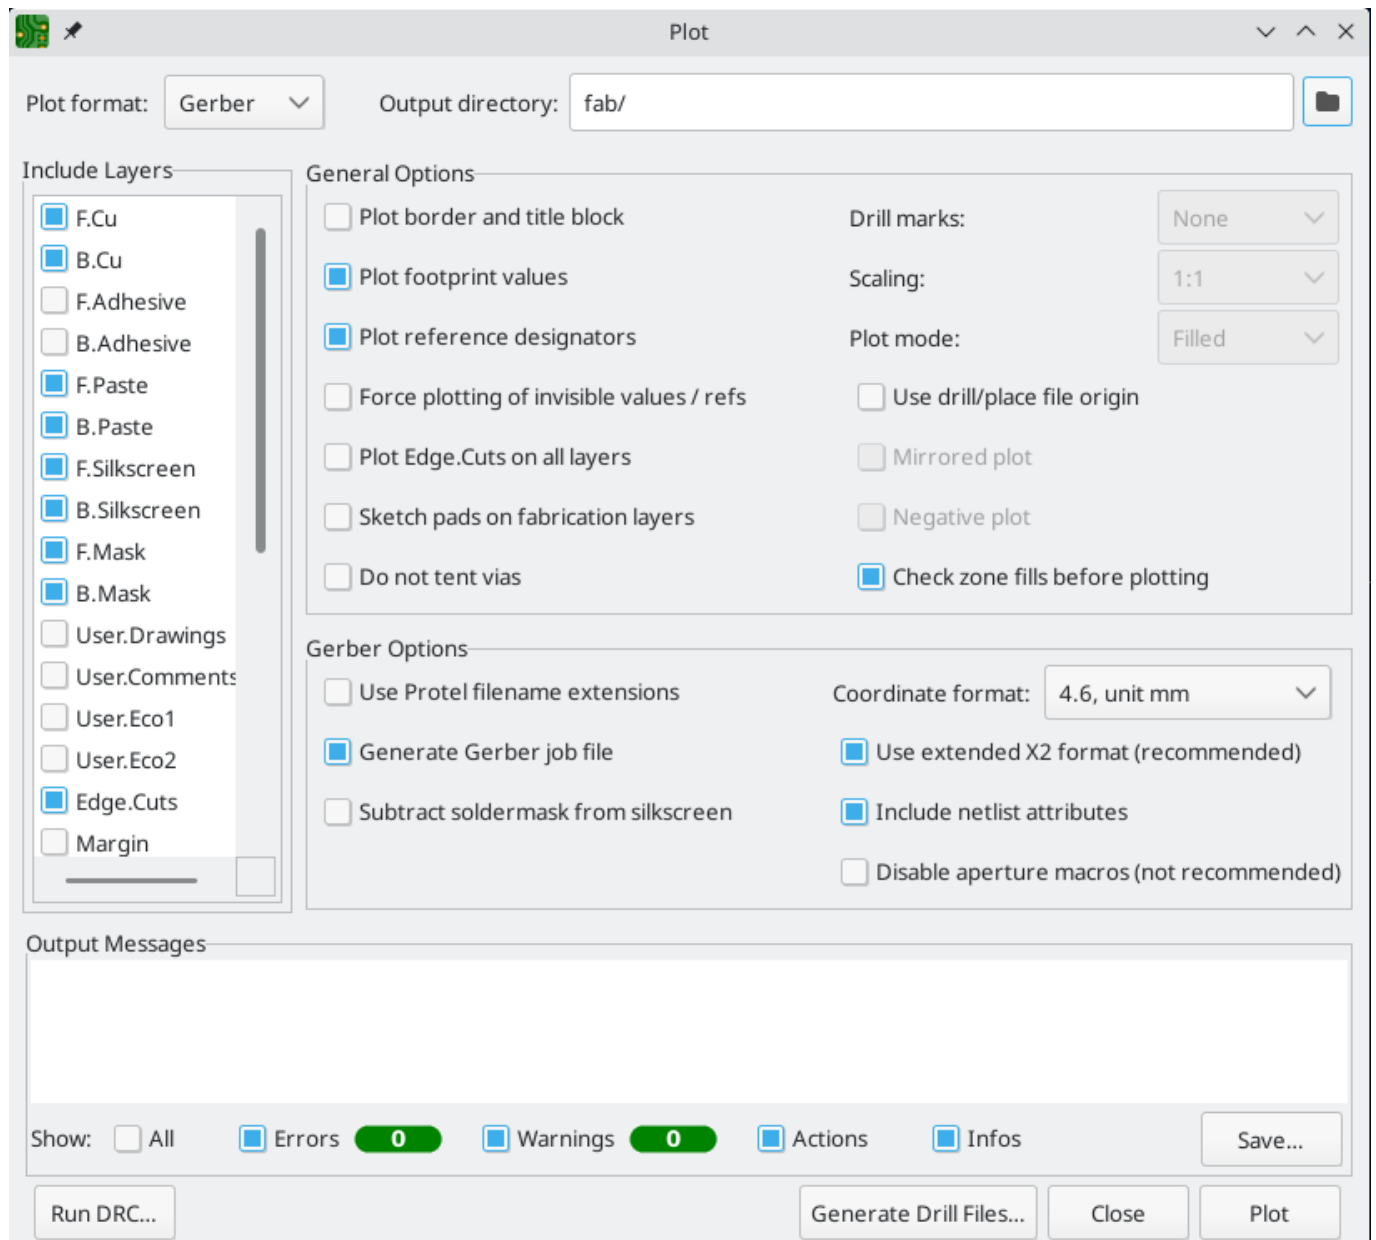 Plot
Plot format: Gerber Output directory: fab/
Include Layers
F.Cu
B.Cu
F.Adhesive
B.Adhesive
F.Paste
B.Paste
F.Silkscreen
B.Silkscreen
F.Mask
B.Mask
User.Drawings
User.Comments
User.Eco1
User.Eco2
Edge.Cuts
Margin
General Options
Plot border and title block
Drill marks: None
Plot footprint values
Scaling: 1:1
Plot reference designators
Plot mode: Filled
Force plotting of invisible values / refs
Use drill/place file origin
Plot Edge.Cuts on all layers
Mirrored plot
Sketch pads on fabrication layers
Negative plot
Do not tent vias
Check zone fills before plotting
Gerber Options
Use Protel filename extensions
Coordinate format: 4.6, unit mm
Generate Gerber job file
Use extended X2 format (recommended)
Subtract soldermask from silkscreen
Include netlist attributes
Disable aperture macros (not recommended)
Output Messages
Show: All Errors 0 Warnings 0 Actions Infos Save...
Run DRC... Generate Drill Files... Close Plot